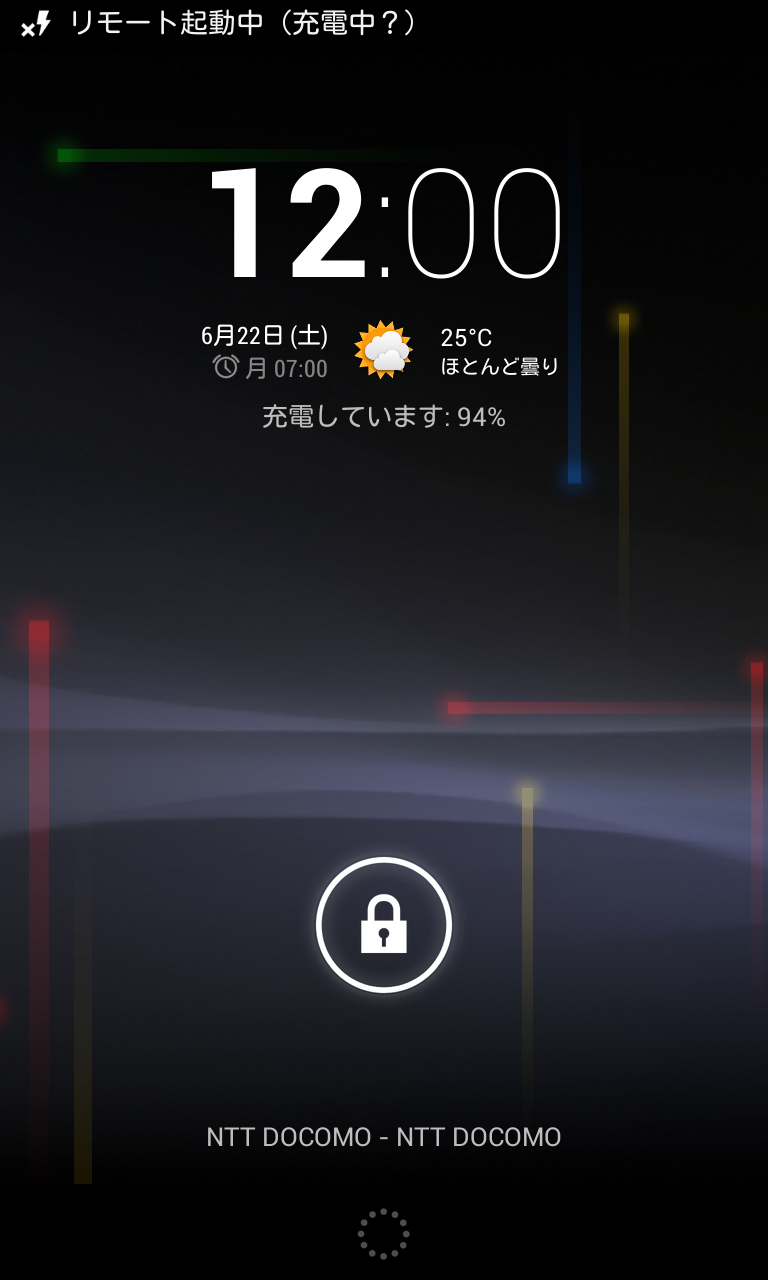 リモート起動中（充電中？）
12:00
6月22日 (土)
月 07:00
25°C
ほとんど曇り
充電しています: 94%
NTT DOCOMO - NTT DOCOMO